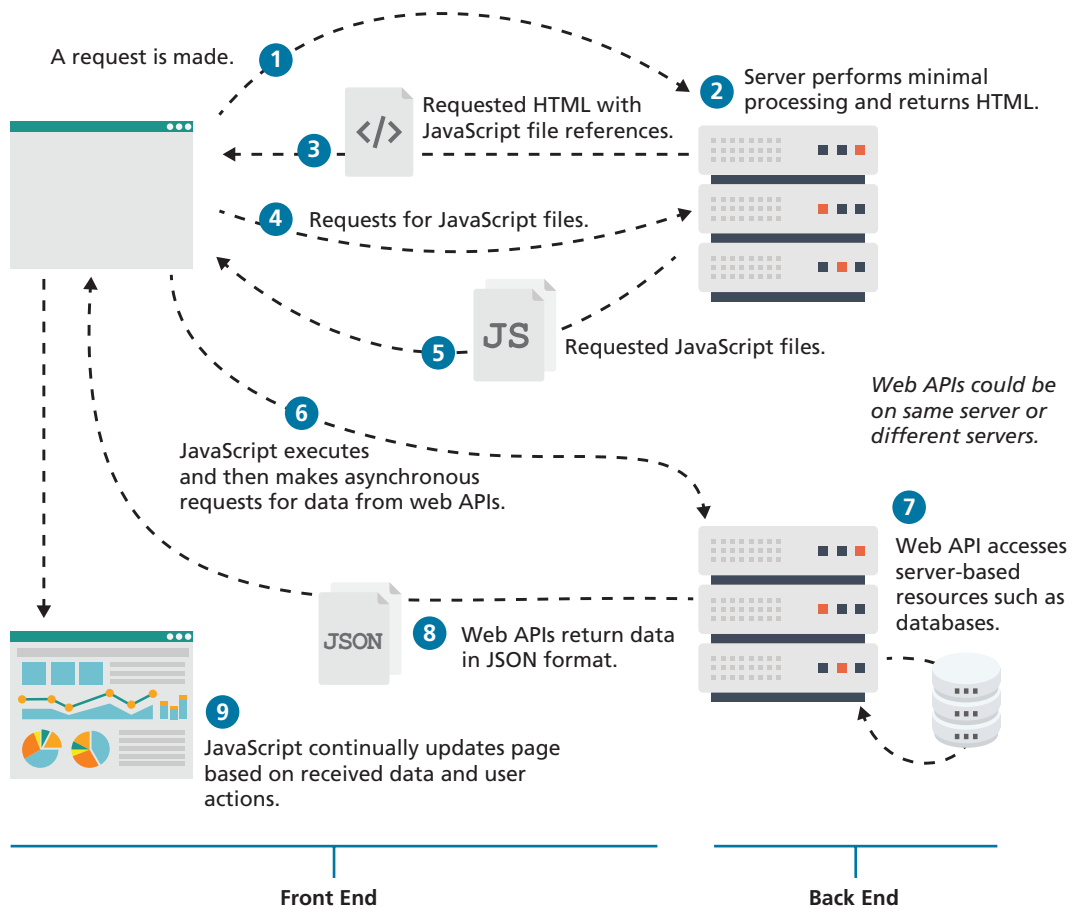 A request is made.
1
2
Server performs minimal
processing and returns HTML.
Requested HTML with
JavaScript file references.
</>
3
4
Requests for JavaScript files.
JS
5
Requested JavaScript files.
Web APIs could be
on same server or
different servers.
6
JavaScript executes
and then makes asynchronous
requests for data from web APIs.
7
Web API accesses
server-based
resources such as
databases.
JSON
8
Web APIs return data
in JSON format.
9
JavaScript continually updates page
based on received data and user
actions.
Front End
Back End